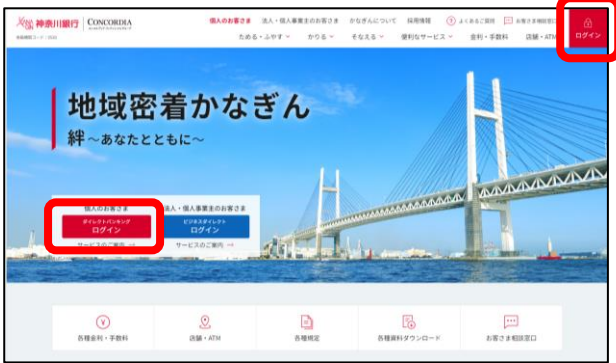 神奈川銀行 CONCORDIA
個人のお客さま 法人・個人事業主のお客さま かなぎんについて 採用情報 よくあるご質問 お客さま相談窓口
ためる・ふやす かりる そなえる 便利なサービス 金利・手数料 店舗・ATM ログイン
地域密着かなぎん
絆~あなたとともに~
個人のお客さま 法人・個人事業主のお客さま
ダイレクトバンキング ビジネスダイレクト
ログイン ログイン
サービスのご案内 → サービスのご案内 →
各種金利・手数料 店舗・ATM 各種規定 各種資料ダウンロード お客さま相談窓口